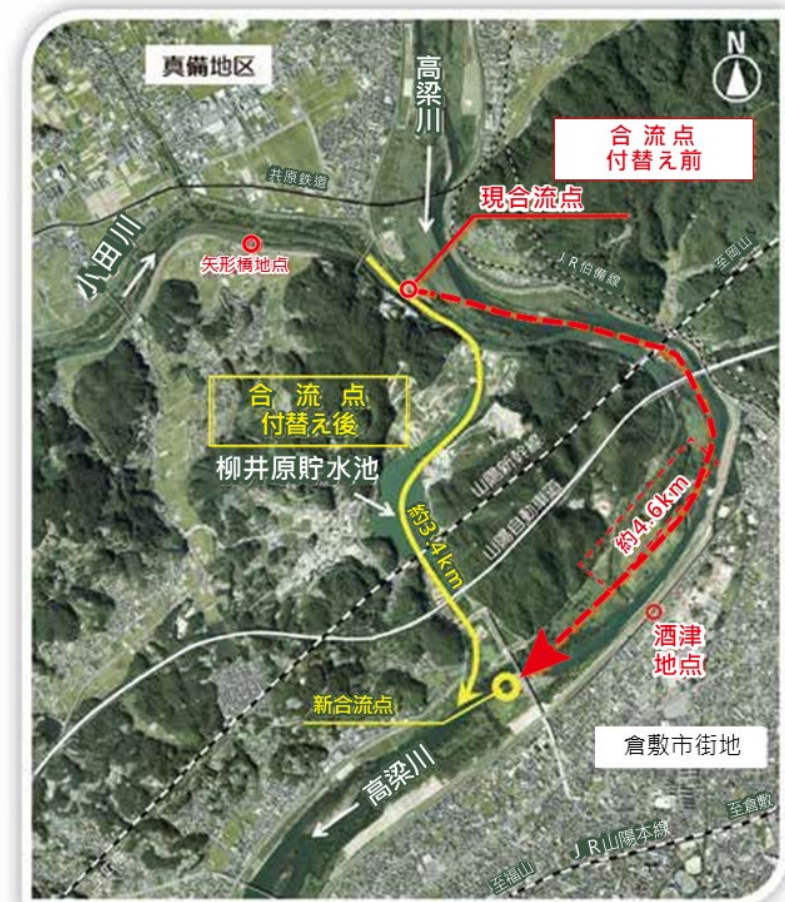 真備地区
高梁川
N
合流点
付替え前
井原鉄道
現合流点
小田川
矢形橋地点
JR伯備線
至岡山
合流点
付替え後
柳井原貯水池
山陽新幹線
山陽自動車道
約3.4km
約4.6km
酒津
地点
新合流点
倉敷市街地
高梁川
至倉敷
JR山陽本線
至福山